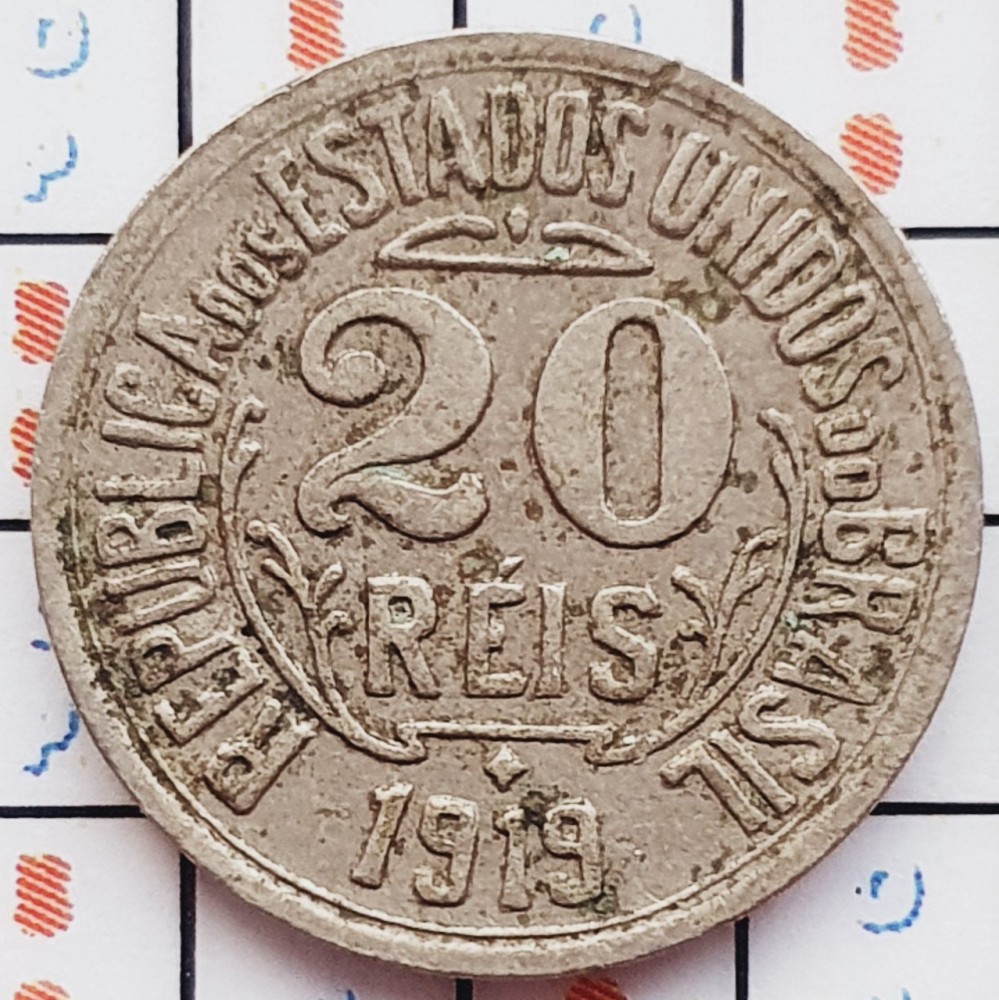 REPUBLICA DOS ESTADOS UNIDOS DO BRASIL
20
RÉIS
1919